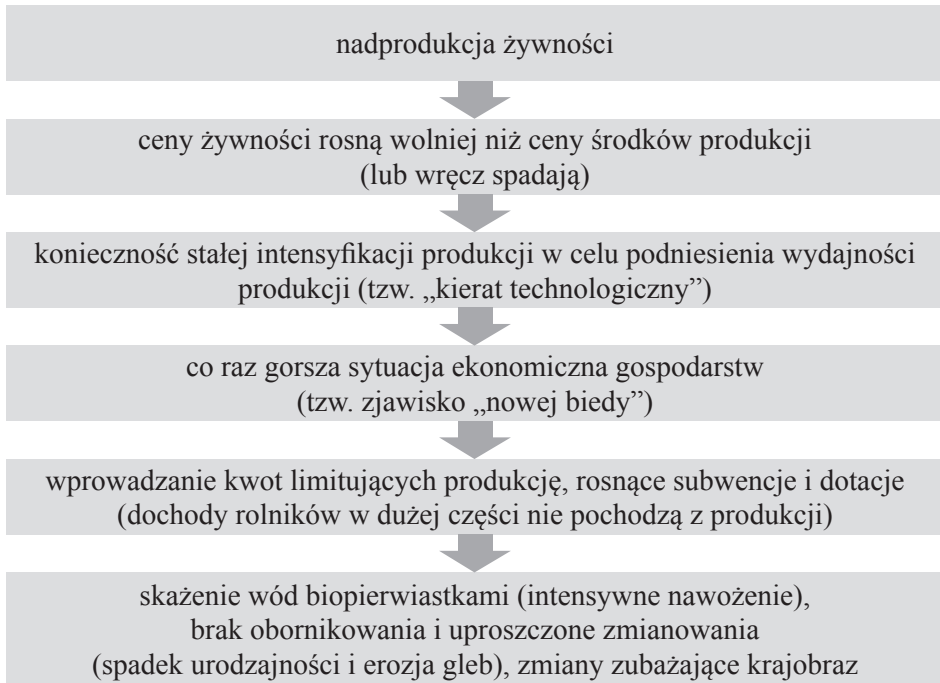 nadprodukcja żywności
ceny żywności rosną wolniej niż ceny środków produkcji
(lub wręcz spadają)
konieczność stałej intensyfikacji produkcji w celu podniesienia wydajności
produkcji (tzw. „kierat technologiczny”)
co raz gorsza sytuacja ekonomiczna gospodarstw
(tzw. zjawisko „nowej biedy”)
wprowadzanie kwot limitujących produkcję, rosnące subwencje i dotacje
(dochody rolników w dużej części nie pochodzą z produkcji)
skażenie wód biopierwiastkami (intensywne nawożenie),
brak obornikowania i uproszczone zmianowania
(spadek urodzajności i erozja gleb), zmiany zubażające krajobraz